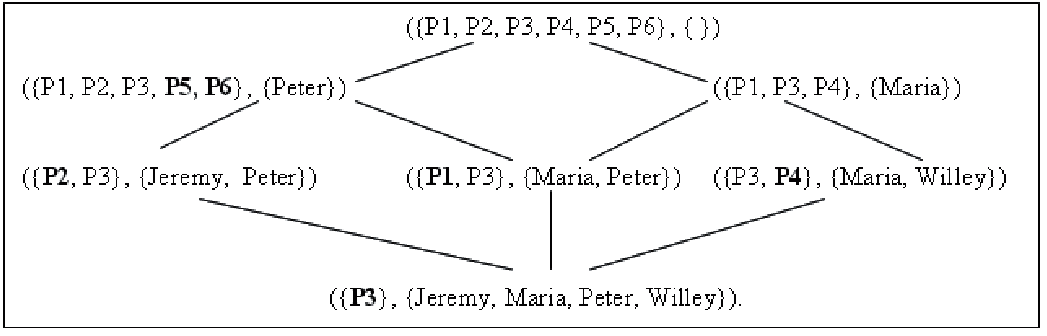 ({P1, P2, P3, P4, P5, P6}, { })
({P1, P2, P3, P5, P6}, {Peter}) ({P1, P3, P4}, {Maria})
({P2, P3}, {Jeremy, Peter}) ({P1, P3}, {Maria, Peter}) ({P3, P4}, {Maria, Willey})
({P3}, {Jeremy, Maria, Peter, Willey}).